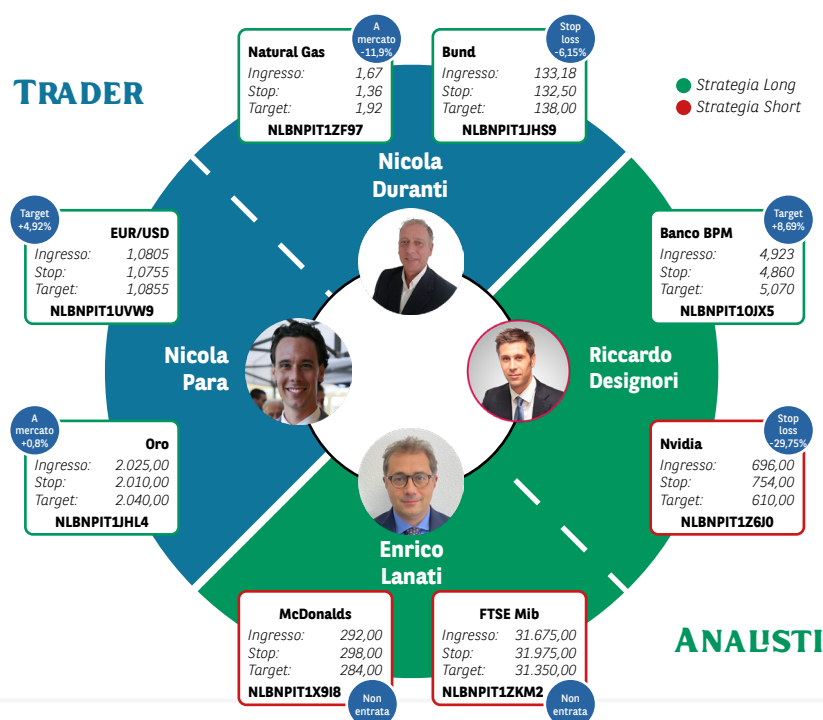 TRADER
A
mercato
-11,9%
Natural Gas
Ingresso: 1,67
Stop: 1,36
Target: 1,92
NLBNPIT1ZF97
Stop
loss
-6,15%
Bund
Ingresso: 133,18
Stop: 132,50
Target: 138,00
NLBNPIT1JHS9
Strategia Long
Strategia Short
Nicola
Duranti
Target
+4,92%
EUR/USD
Ingresso: 1,0805
Stop: 1,0755
Target: 1,0855
NLBNPIT1UVW9
Target
+8,69%
Banco BPM
Ingresso: 4,923
Stop: 4,860
Target: 5,070
NLBNPIT1OJX5
Nicola
Para
Riccardo
Designori
A
mercato
+0,8%
Oro
Ingresso: 2.025,00
Stop: 2.010,00
Target: 2.040,00
NLBNPIT1JHL4
Stop
loss
-29,75%
Nvidia
Ingresso: 696,00
Stop: 754,00
Target: 610,00
NLBNPIT1Z6J0
Enrico
Lanati
McDonalds
Ingresso: 292,00
Stop: 298,00
Target: 284,00
NLBNPIT1X9I8
Non
entrata
FTSE Mib
Ingresso: 31.675,00
Stop: 31.975,00
Target: 31.350,00
NLBNPIT1ZKM2
Non
entrata
ANALISTI